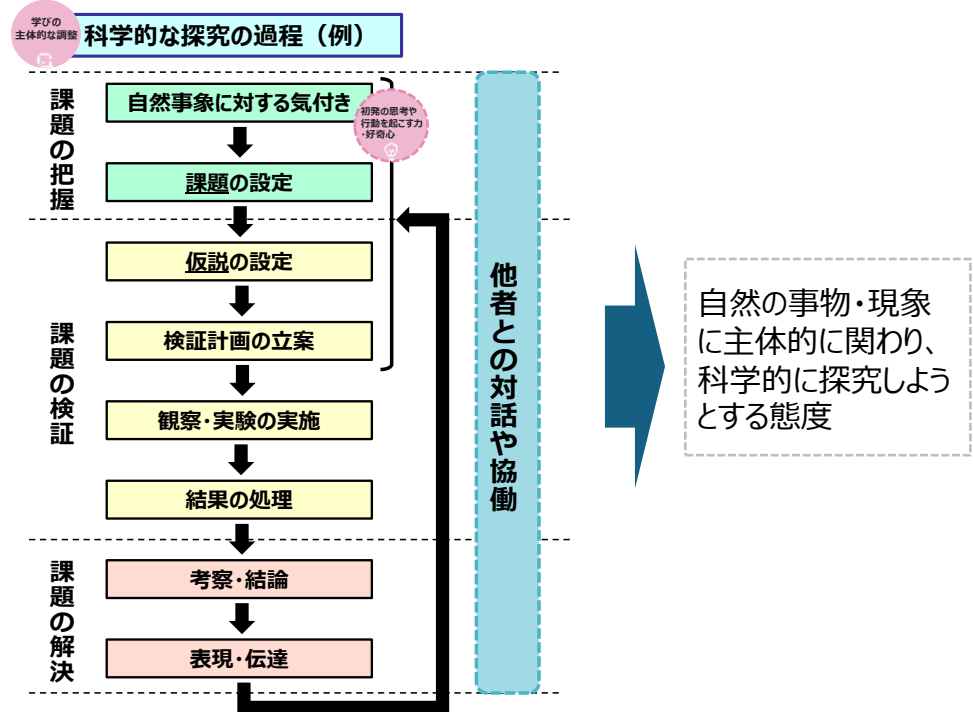 学びの
主体的な調整
科学的な探究の過程（例）
課題の把握
自然事象に対する気付き
初発の思考や
行動を起こす力
・好奇心
課題の設定
課題の検証
仮説の設定
検証計画の立案
観察・実験の実施
結果の処理
課題の解決
考察・結論
表現・伝達
他者との対話や協働
自然の事物・現象
に主体的に関わり、
科学的に探究しよう
とする態度